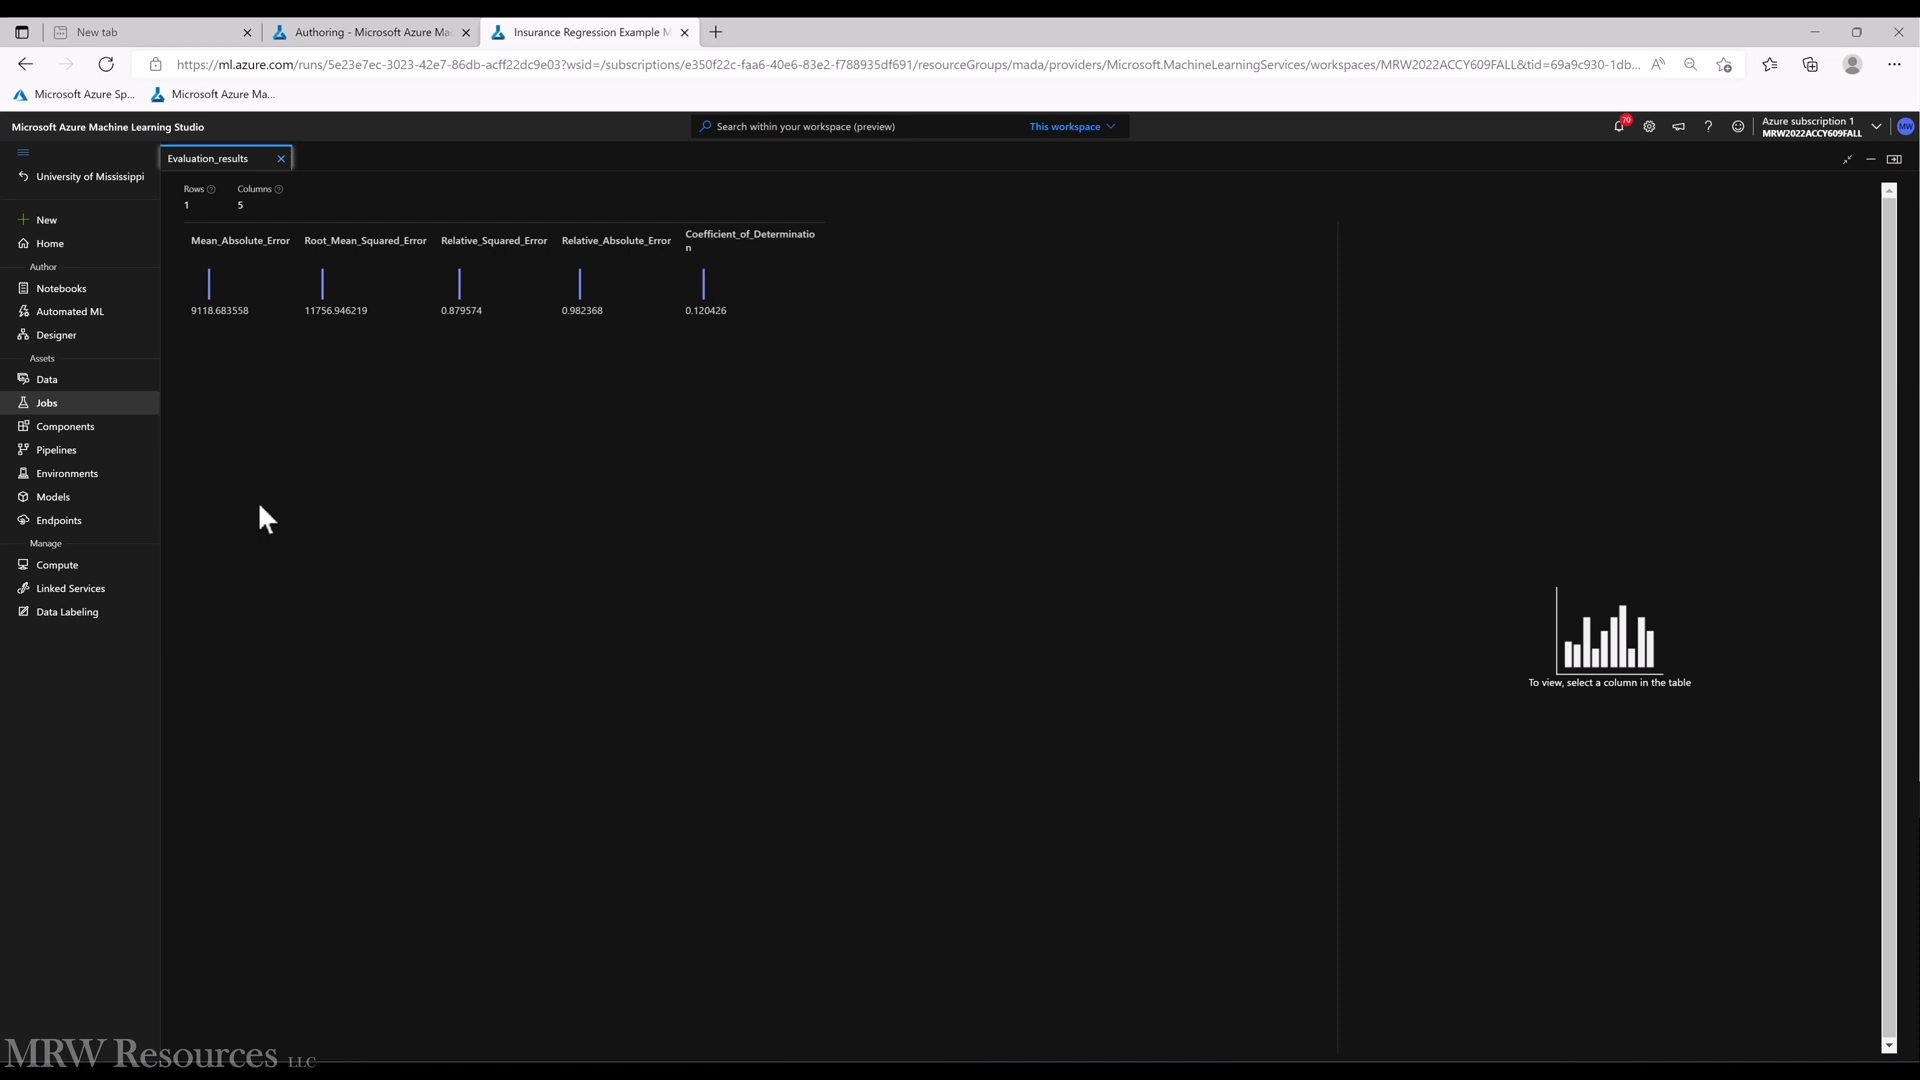 New tab
Authoring - Microsoft Azure Ma
Insurance Regression Example M
https://ml.azure.com/runs/5e23e7ec-3023-42e7-86db-acff22dc9e03?wsid=/subscriptions/e350f22c-faa6-40e6-83e2-f788935df691/resourceGroups/mada/providers/Microsoft.MachineLearningServices/workspaces/MRW2022ACCY609FALL&tid=69a9c930-1db...
Microsoft Azure Sp...
Microsoft Azure Ma...
Microsoft Azure Machine Learning Studio
Search within your workspace (preview)
This workspace
70
Azure subscription 1
MRW2022ACCY609FALL
MW
University of Mississippi
New
Home
Author
Notebooks
Automated ML
Designer
Assets
Data
Jobs
Components
Pipelines
Environments
Models
Endpoints
Manage
Compute
Linked Services
Data Labeling
Evaluation_results
Rows Columns
1 5
Mean_Absolute_Error Root_Mean_Squared_Error Relative_Squared_Error Relative_Absolute_Error Coefficient_of_Determinatio
n
9118.683558 11756.946219 0.879574 0.982368 0.120426
To view, select a column in the table
MRW Resources LLC